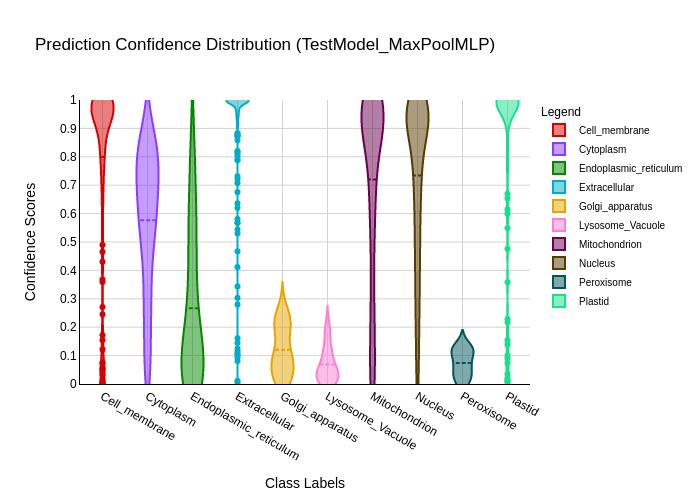 Prediction Confidence Distribution (TestModel_MaxPoolMLP)
Legend
Cell_membrane
Cytoplasm
Endoplasmic_reticulum
Extracellular
Golgi_apparatus
Lysosome_Vacuole
Mitochondrion
Nucleus
Peroxisome
Plastid
Confidence Scores
1
0.9
0.8
0.7
0.6
0.5
0.4
0.3
0.2
0.1
0
Cell_membrane
Cytoplasm
Endoplasmic_reticulum
Extracellular
Golgi_apparatus
Lysosome_Vacuole
Mitochondrion
Nucleus
Peroxisome
Plastid
Class Labels